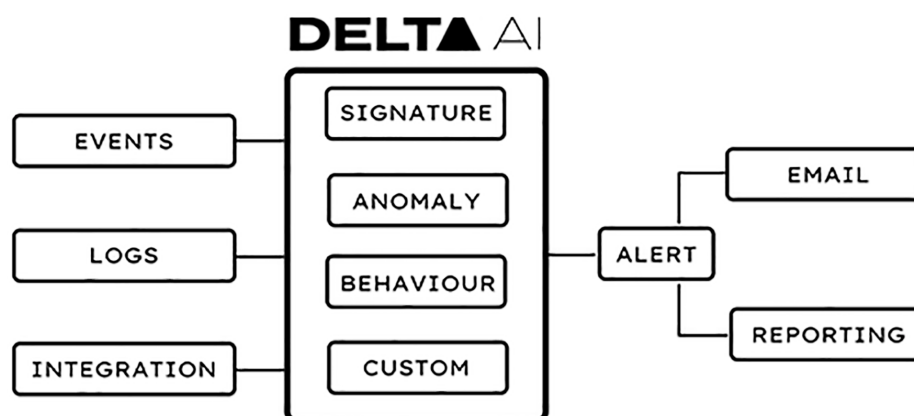 DELTA AI
SIGNATURE
EVENTS
ANOMALY
EMAIL
LOGS
ALERT
BEHAVIOUR
REPORTING
INTEGRATION
CUSTOM